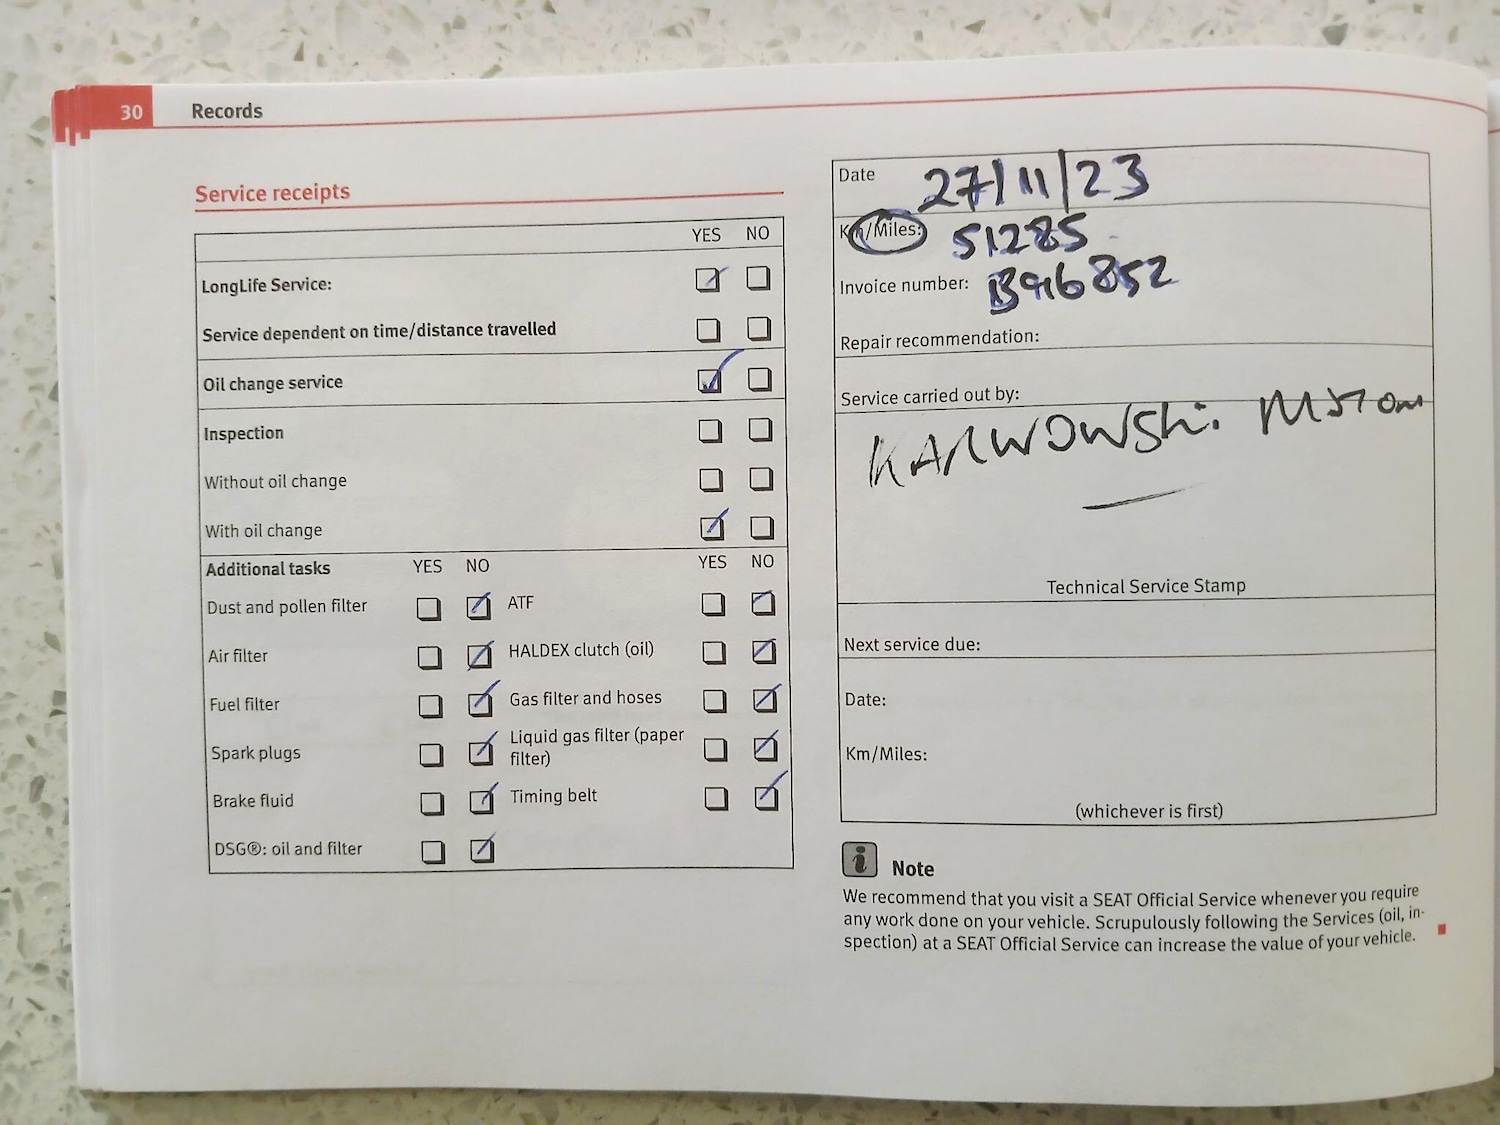 30 Records
Service receipts
YES NO
LongLife Service:
Service dependent on time/distance travelled
Oil change service
Inspection
Without oil change
With oil change
Additional tasks YES NO YES NO
Dust and pollen filter ATF
Air filter HALDEX clutch (oil)
Fuel filter Gas filter and hoses
Spark plugs Liquid gas filter (paper
filter)
Brake fluid Timing belt
DSG®: oil and filter
Date 27/11/23
Km/Miles: 51285
Invoice number: B916852
Repair recommendation:
Service carried out by:
KARWOWSKi
Technical Service Stamp
Next service due:
Date:
Km/Miles:
(whichever is first)
i Note
We recommend that you visit a SEAT Official Service whenever you require
any work done on your vehicle. Scrupulously following the Services (oil, in-
spection) at a SEAT Official Service can increase the value of your vehicle.